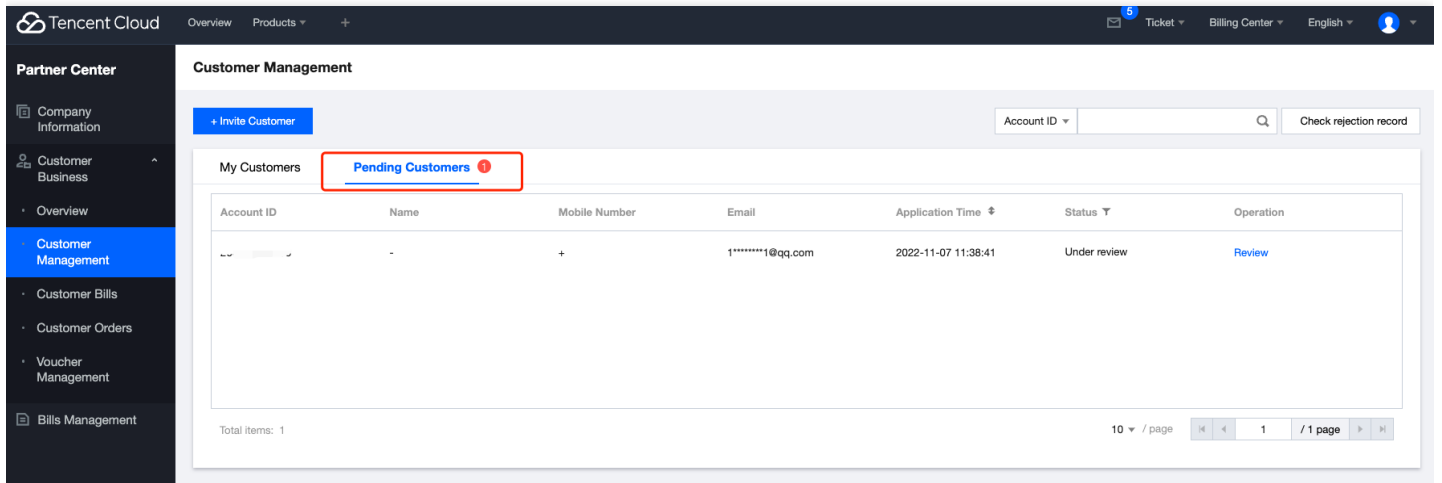 Tencent Cloud Overview Products + 5 Ticket Billing Center English
Partner Center
Company
Information
Customer
Business
Overview
Customer
Management
Customer Bills
Customer Orders
Voucher
Management
Bills Management
Customer Management
+ Invite Customer Account ID Check rejection record
My Customers Pending Customers 1
Account ID Name Mobile Number Email Application Time Status Operation
- + 1********1@qq.com 2022-11-07 11:38:41 Under review Review
Total items: 1 10 / page 1 / 1 page